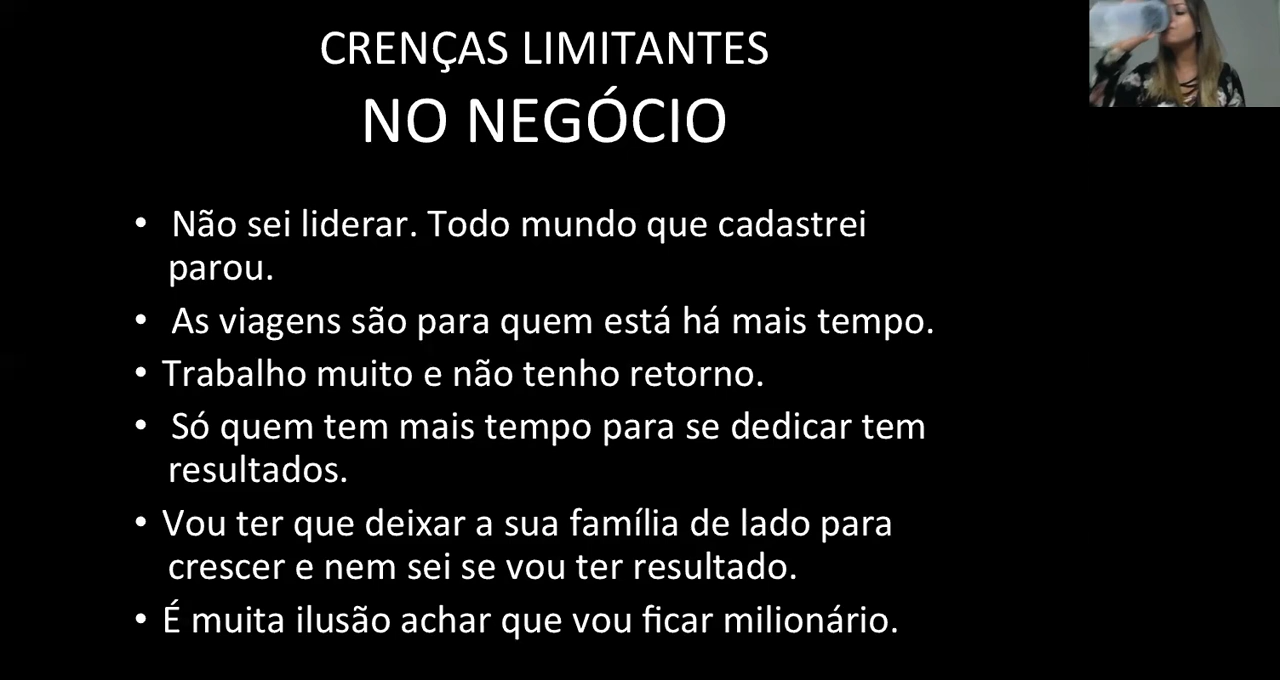 CRENÇAS LIMITANTES
NO NEGÓCIO
• Não sei liderar. Todo mundo que cadastrei
parou.
• As viagens são para quem está há mais tempo.
• Trabalho muito e não tenho retorno.
• Só quem tem mais tempo para se dedicar tem
resultados.
• Vou ter que deixar a sua família de lado para
crescer e nem sei se vou ter resultado.
• É muita ilusão achar que vou ficar milionário.